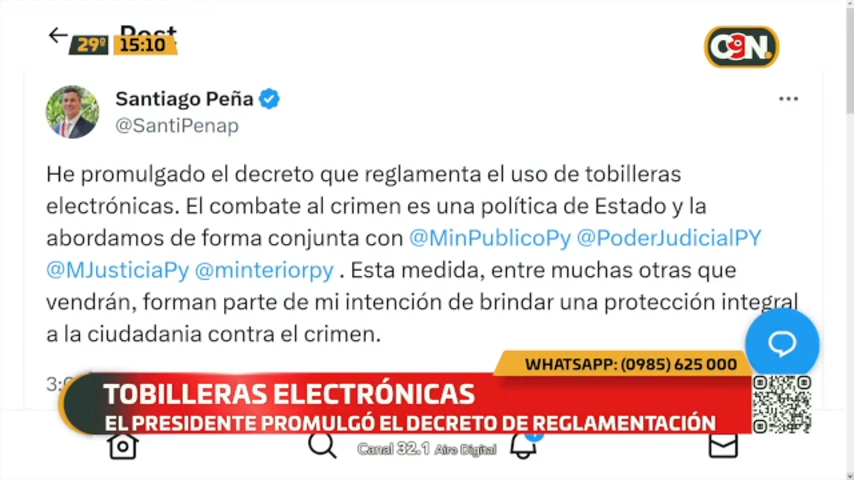 Post
29º 15:10
C9N.
Santiago Peña
@SantiPenap
He promulgado el decreto que reglamenta el uso de tobilleras
electrónicas. El combate al crimen es una política de Estado y la
abordamos de forma conjunta con @MinPublicoPy @PoderJudicialPY
@MJusticiaPy @minteriorpy . Esta medida, entre muchas otras que
vendrán, forman parte de mi intención de brindar una protección integral
a la ciudadania contra el crimen.
WHATSAPP: (0985) 625 000
TOBILLERAS ELECTRÓNICAS
EL PRESIDENTE PROMULGÓ EL DECRETO DE REGLAMENTACIÓN
Canal 32.1 Aire Digital